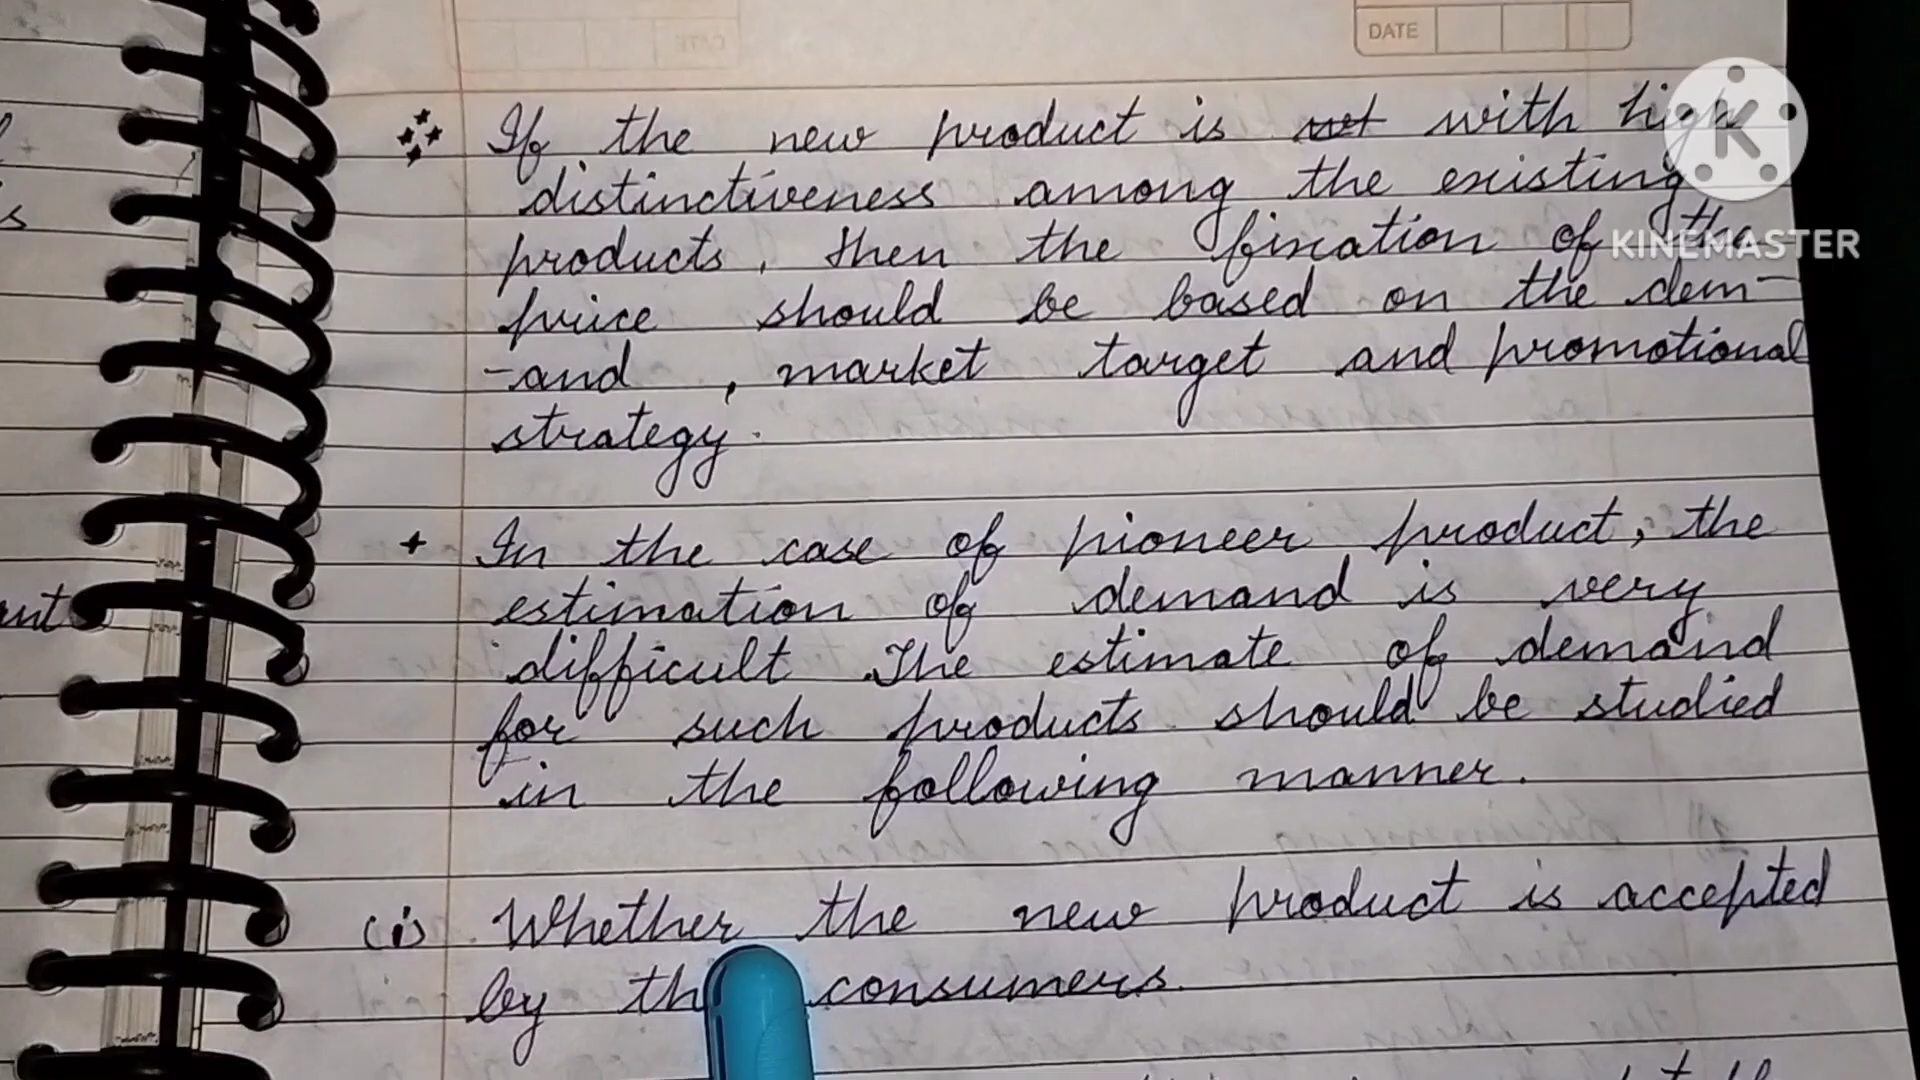 DATE
If the new product is not with high
distinctiveness among the existing
products, then the fixation of the
price should be based on the dem-
-and, market target and promotional
strategy.
+ In the case of pioneer product, the
estimation of demand is very
difficult. The estimate of demand
for such products should be studied
in the following manner.
(i) Whether the new product is accepted
by the consumers.
K
KINEMASTER